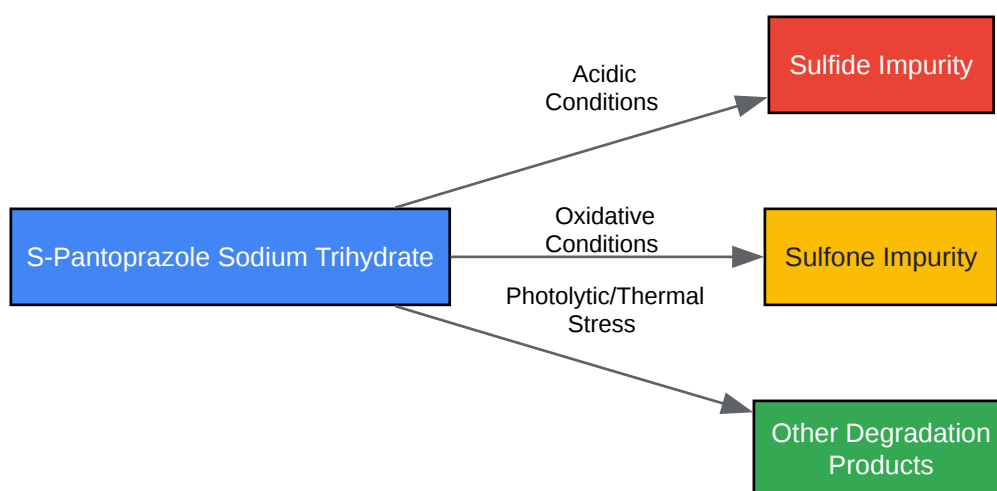 Sulfide Impurity
Acidic
Conditions
S-Pantoprazole Sodium Trihydrate
Oxidative
Conditions
Sulfone Impurity
Photolytic/Thermal
Stress
Other Degradation
Products